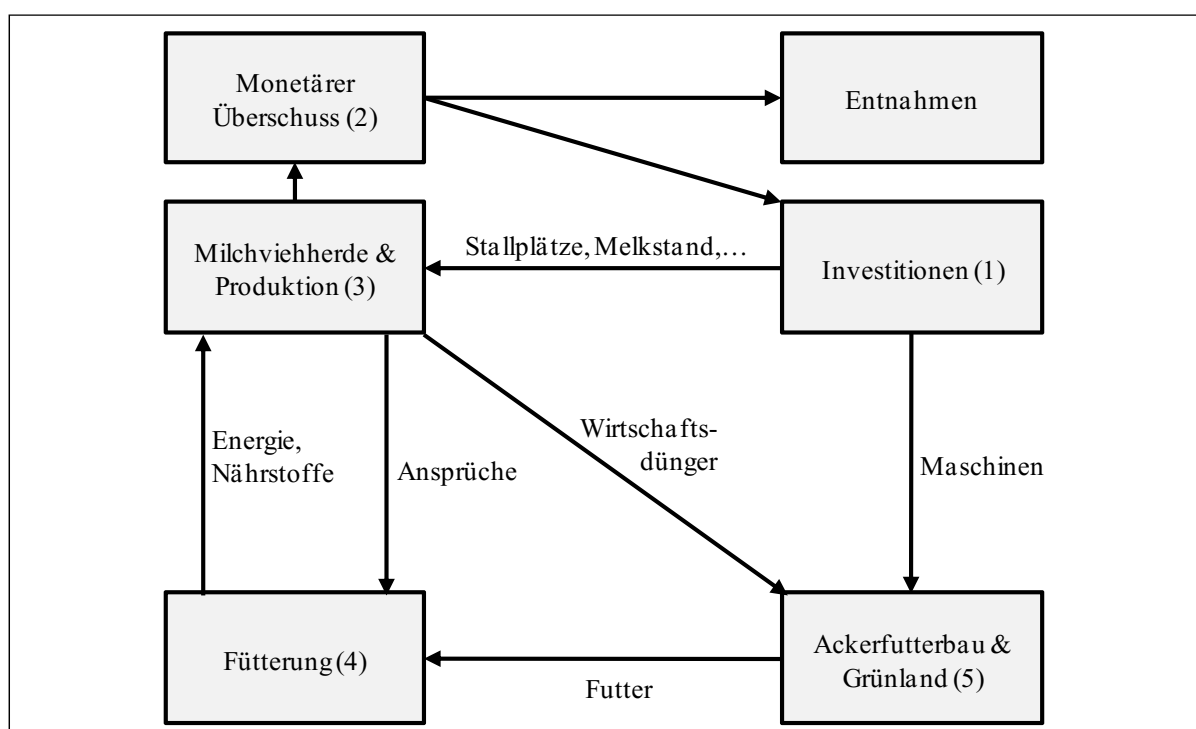 Monetärer
Überschuss (2)
Entnahmen
Milchviehherde &
Produktion (3)
Stallplätze, Melkstand,…
Investitionen (1)
Energie,
Nährstoffe
Ansprüche
Wirtschafts-
dünger
Maschinen
Fütterung (4)
Futter
Ackerfutterbau &
Grünland (5)